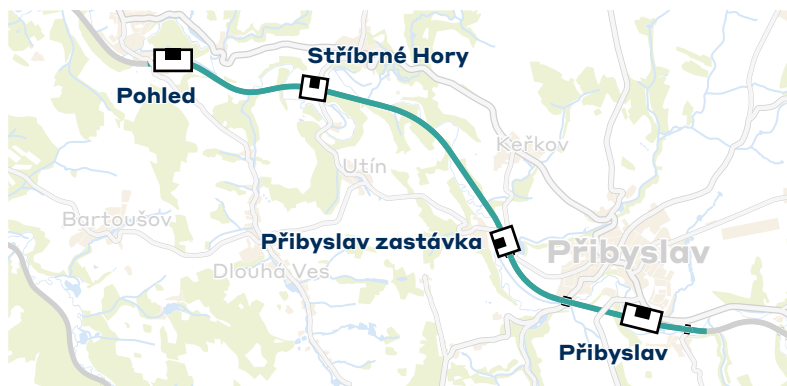 Stříbrné Hory
Pohled
Keřkov
Utín
Bartoušov
Přibyslav zastávka
Přibyslav
Dlouhá Ves
Přibyslav